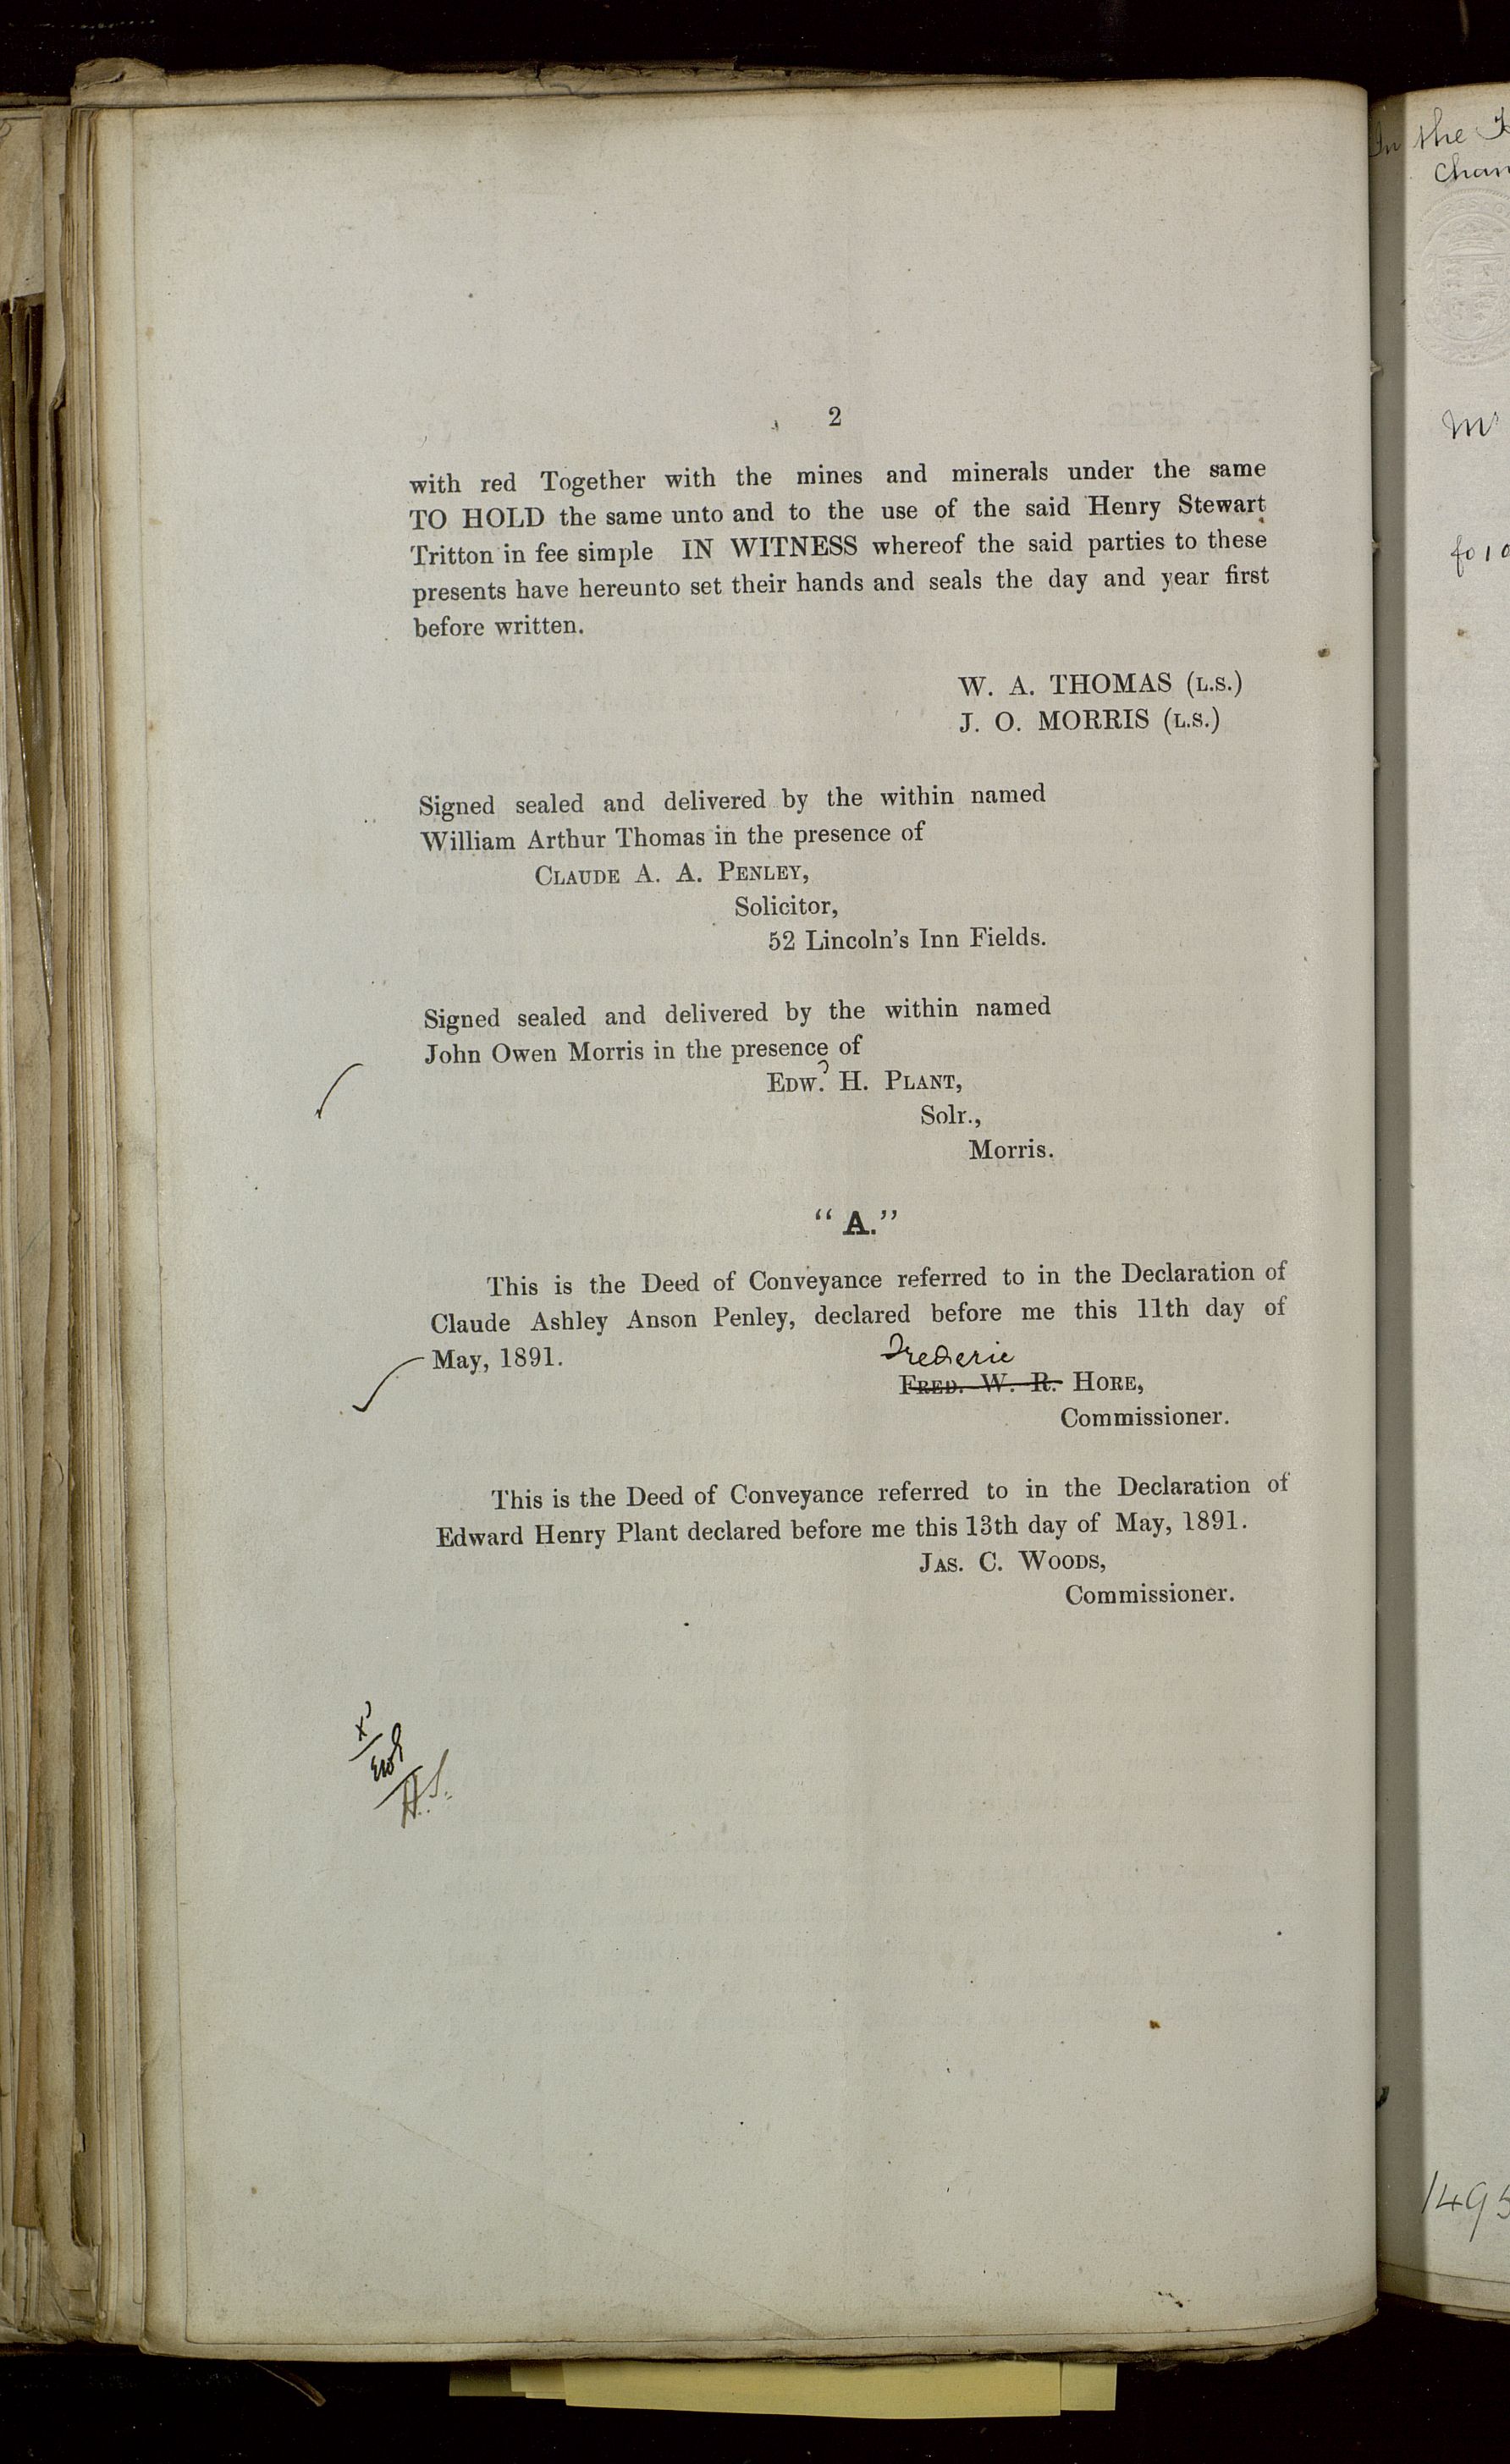 2
with red Together with the mines and minerals under the same
TO HOLD the same unto and to the use of the said Henry Stewart
Tritton in fee simple IN WITNESS whereof the said parties to these
presents have hereunto set their hands and seals the day and year first
before written.
W. A. THOMAS (L.S.)
J. O. MORRIS (L.S.)
Signed sealed and delivered by the within named
William Arthur Thomas in the presence of
CLAUDE A. A. PENLEY,
Solicitor,
52 Lincoln's Inn Fields.
Signed sealed and delivered by the within named
John Owen Morris in the presence of
EDW. H. PLANT,
Solr.,
Morris.
"A."
This is the Deed of Conveyance referred to in the Declaration of
Claude Ashley Anson Penley, declared before me this 11th day of
May, 1891.
Frederic
FRED. W. R. HORE,
Commissioner.
This is the Deed of Conveyance referred to in the Declaration of
Edward Henry Plant declared before me this 13th day of May, 1891.
JAS. C. WOODS,
Commissioner.
In the